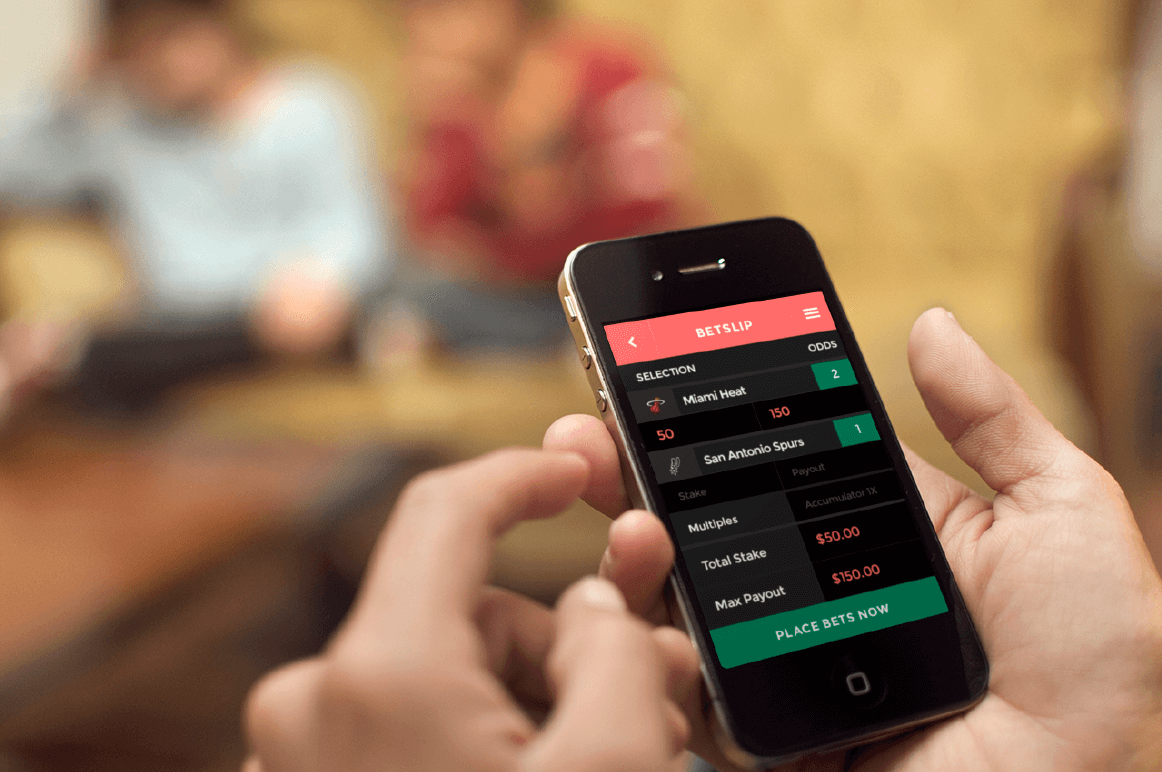 BETSLIP
SELECTION ODDS
Miami Heat 2
50 150
San Antonio Spurs 1
Stake Payout
Multiples Accumulator 1X
Total Stake $50.00
Max Payout $150.00
PLACE BETS NOW